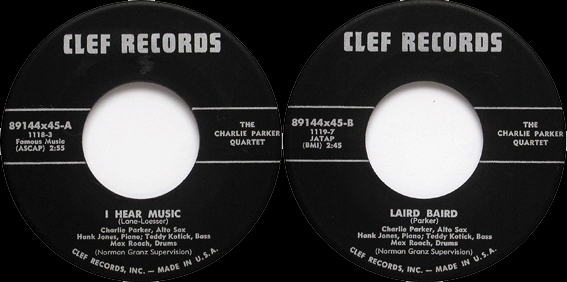 CLEF RECORDS
89144x45-A
1118-3
Famous Music
(ASCAP) 2:55
THE
CHARLIE PARKER
QUARTET
I HEAR MUSIC
(Lane-Loesser)
Charlie Parker, Alto Sax
Hank Jones, Piano; Teddy Kotick, Bass
Max Roach, Drums
(Norman Granz Supervision)
CLEF RECORDS, INC. — MADE IN U.S.A.
CLEF RECORDS
89144x45-B
1119-7
JATAP
(BMI) 2:45
THE
CHARLIE PARKER
QUARTET
LAIRD BAIRD
(Parker)
Charlie Parker, Alto Sax
Hank Jones, Piano; Teddy Kotick, Bass
Max Roach, Drums
(Norman Granz Supervision)
CLEF RECORDS, INC. — MADE IN U.S.A.